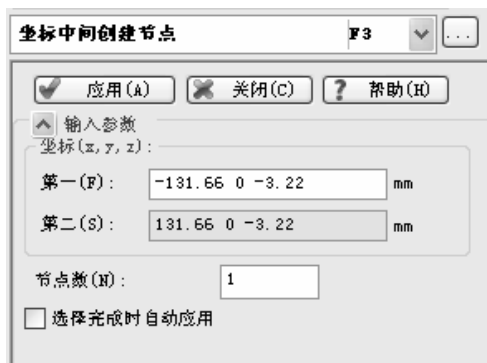 坐标中间创建节点 F3 ...
应用(A) 关闭(C) ? 帮助(H)
输入参数
坐标(x,y,z):
第一(F): -131.66 0 -3.22 mm
第二(S): 131.66 0 -3.22 mm
节点数(N): 1
选择完成时自动应用